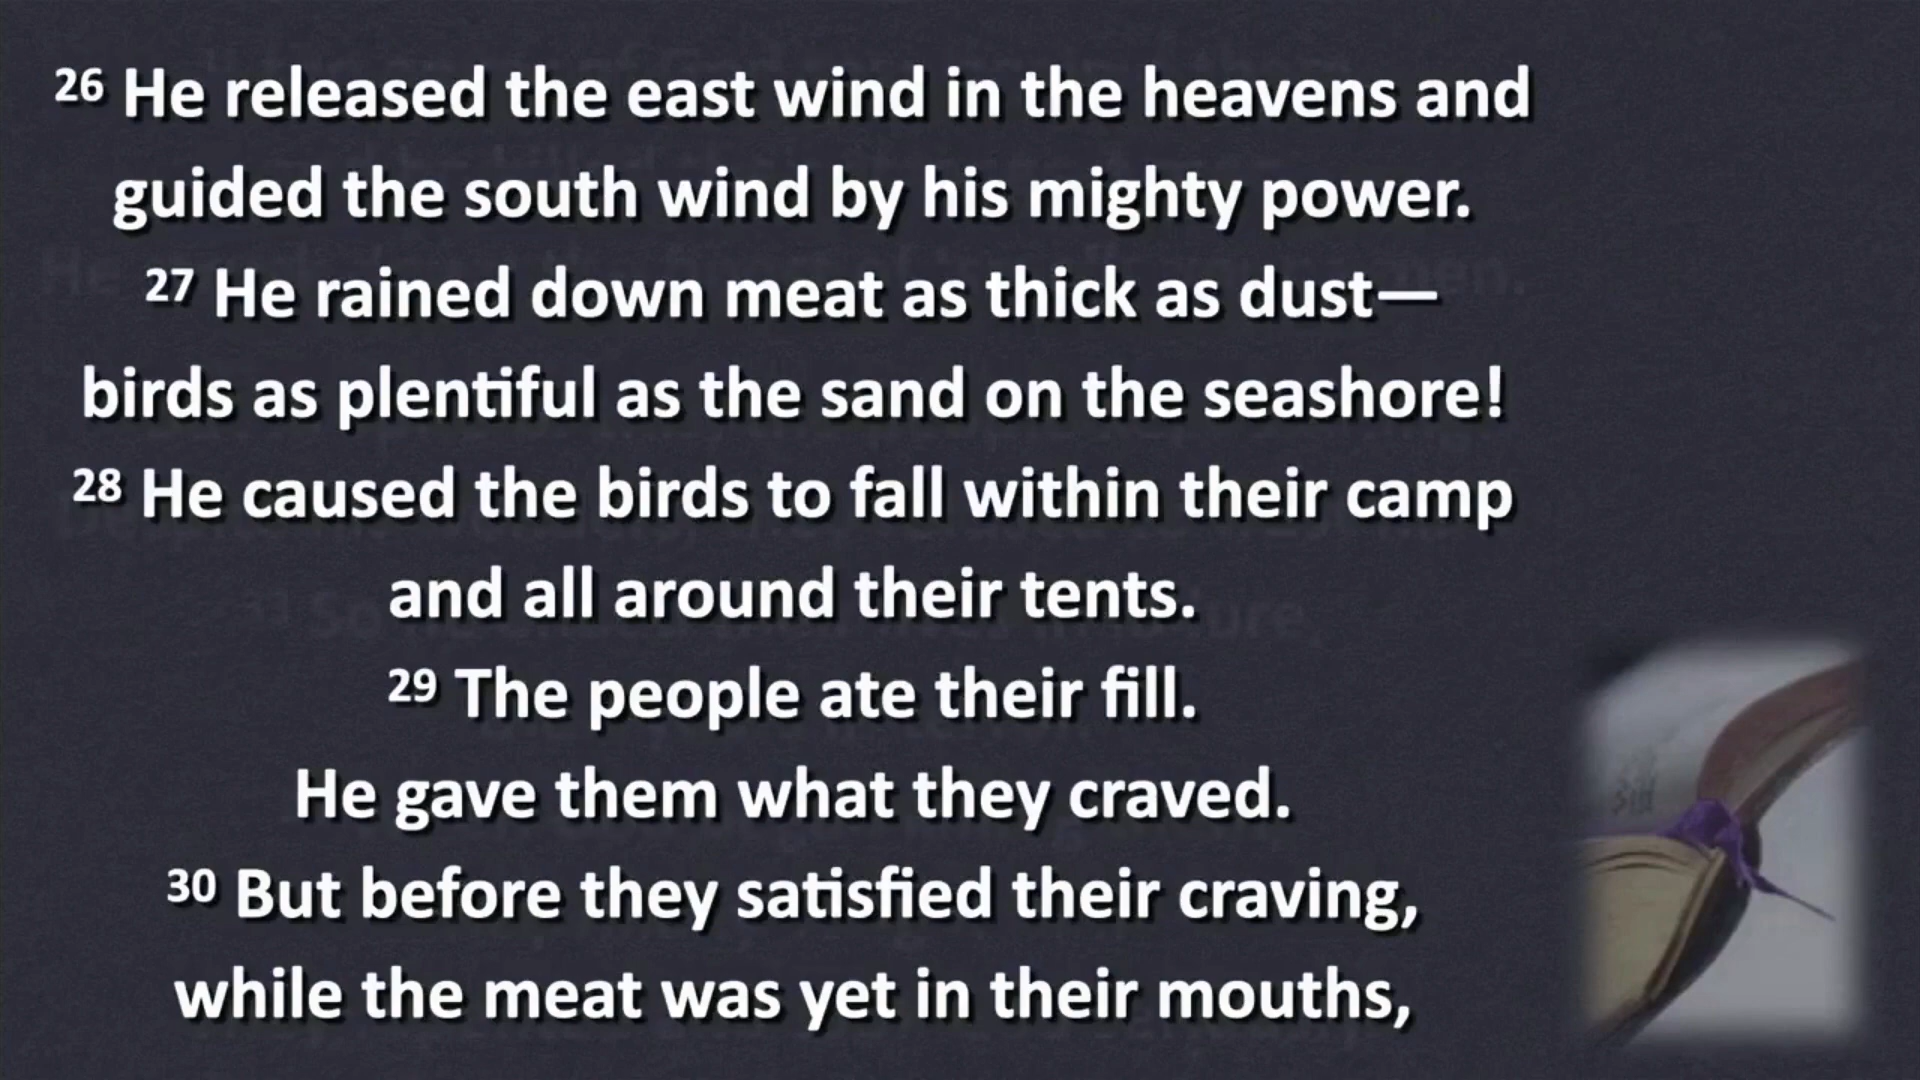 26 He released the east wind in the heavens and
guided the south wind by his mighty power.
27 He rained down meat as thick as dust—
birds as plentiful as the sand on the seashore!
28 He caused the birds to fall within their camp
and all around their tents.
29 The people ate their fill.
He gave them what they craved.
30 But before they satisfied their craving,
while the meat was yet in their mouths,